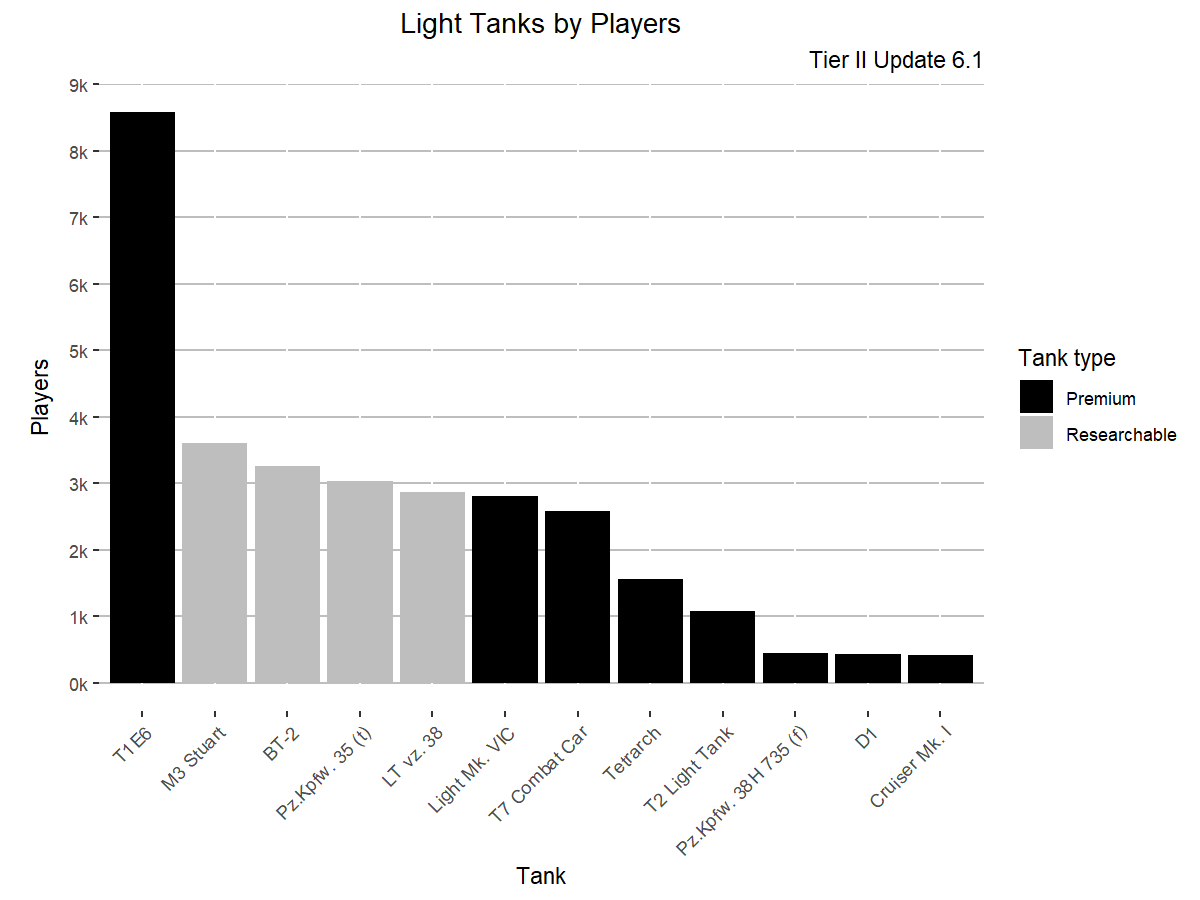 Light Tanks by Players
Tier II Update 6.1
9k
8k
7k
6k
5k
4k
3k
2k
1k
0k
Players
T1E6
M3 Stuart
BT-2
Pz.Kpfw. 35 (t)
LT vz. 38
Light Mk. VIC
T7 Combat Car
Tetrarch
T2 Light Tank
Pz.Kpfw. 38H 735 (f)
D1
Cruiser Mk. I
Tank
Tank type
Premium
Researchable